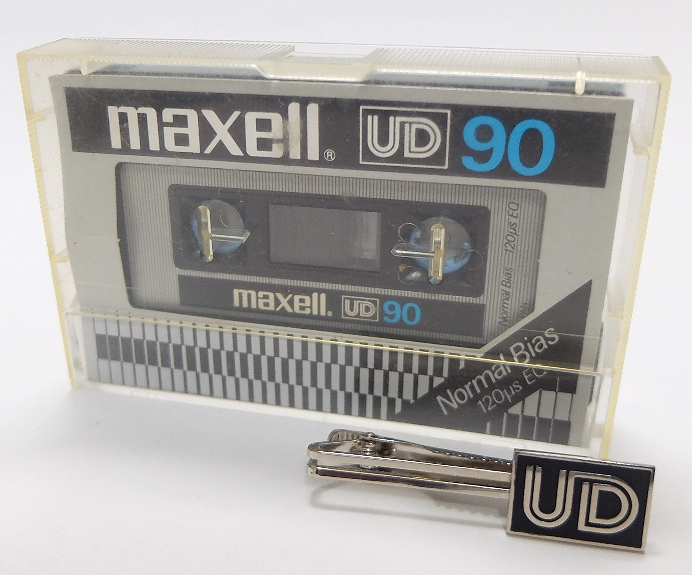 maxell® UD 90
Normal Bias 120µs EQ
maxell. UD 90
Normal Bias
120µs EQ
UD